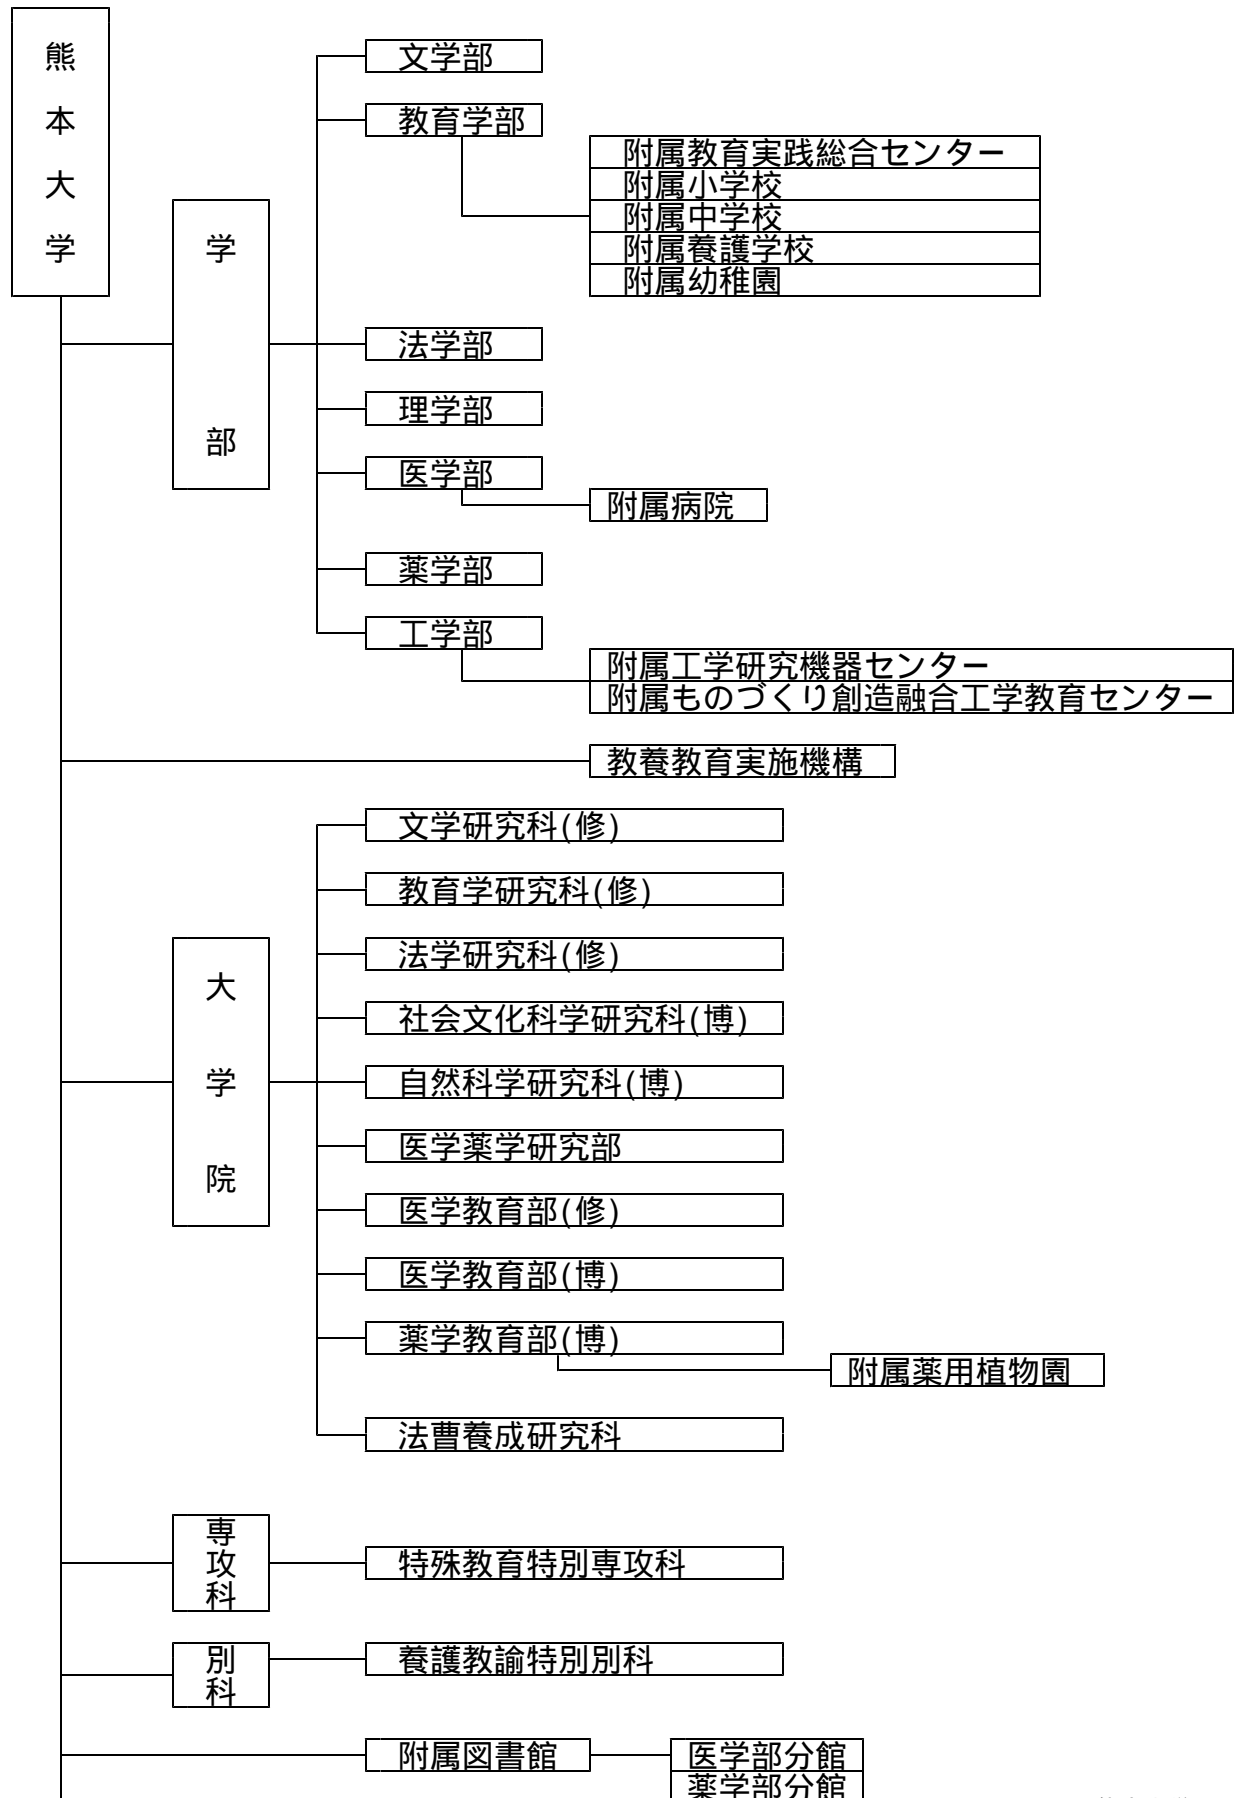 熊本大学
学部
文学部
教育学部
附属教育実践総合センター
附属小学校
附属中学校
附属養護学校
附属幼稚園
法学部
理学部
医学部
附属病院
薬学部
工学部
附属工学研究機器センター
附属ものづくり創造融合工学教育センター
教養教育実施機構
大学院
文学研究科(修)
教育学研究科(修)
法学研究科(修)
社会文化科学研究科(博)
自然科学研究科(博)
医学薬学研究部
医学教育部(修)
医学教育部(博)
薬学教育部(博)
附属薬用植物園
法曹養成研究科
専攻科
特殊教育特別専攻科
別科
養護教諭特別別科
附属図書館
医学部分館
薬学部分館